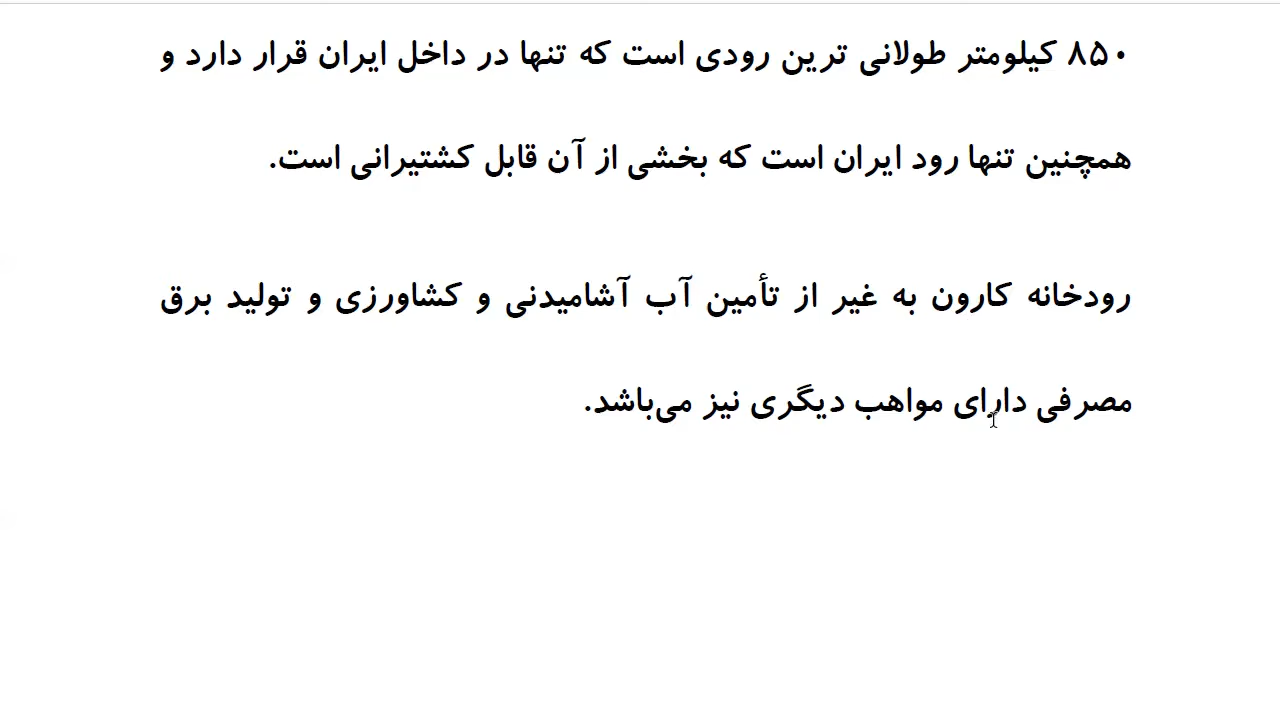 ۸۵۰ کیلومتر طولانی ترین رودی است که تنها در داخل ایران قرار دارد و
همچنین تنها رود ایران است که بخشی از آن قابل کشتیرانی است.
رودخانه کارون به غیر از تأمین آب آشامیدنی و کشاورزی و تولید برق
مصرفی دارای مواهب دیگری نیز می‌باشد.